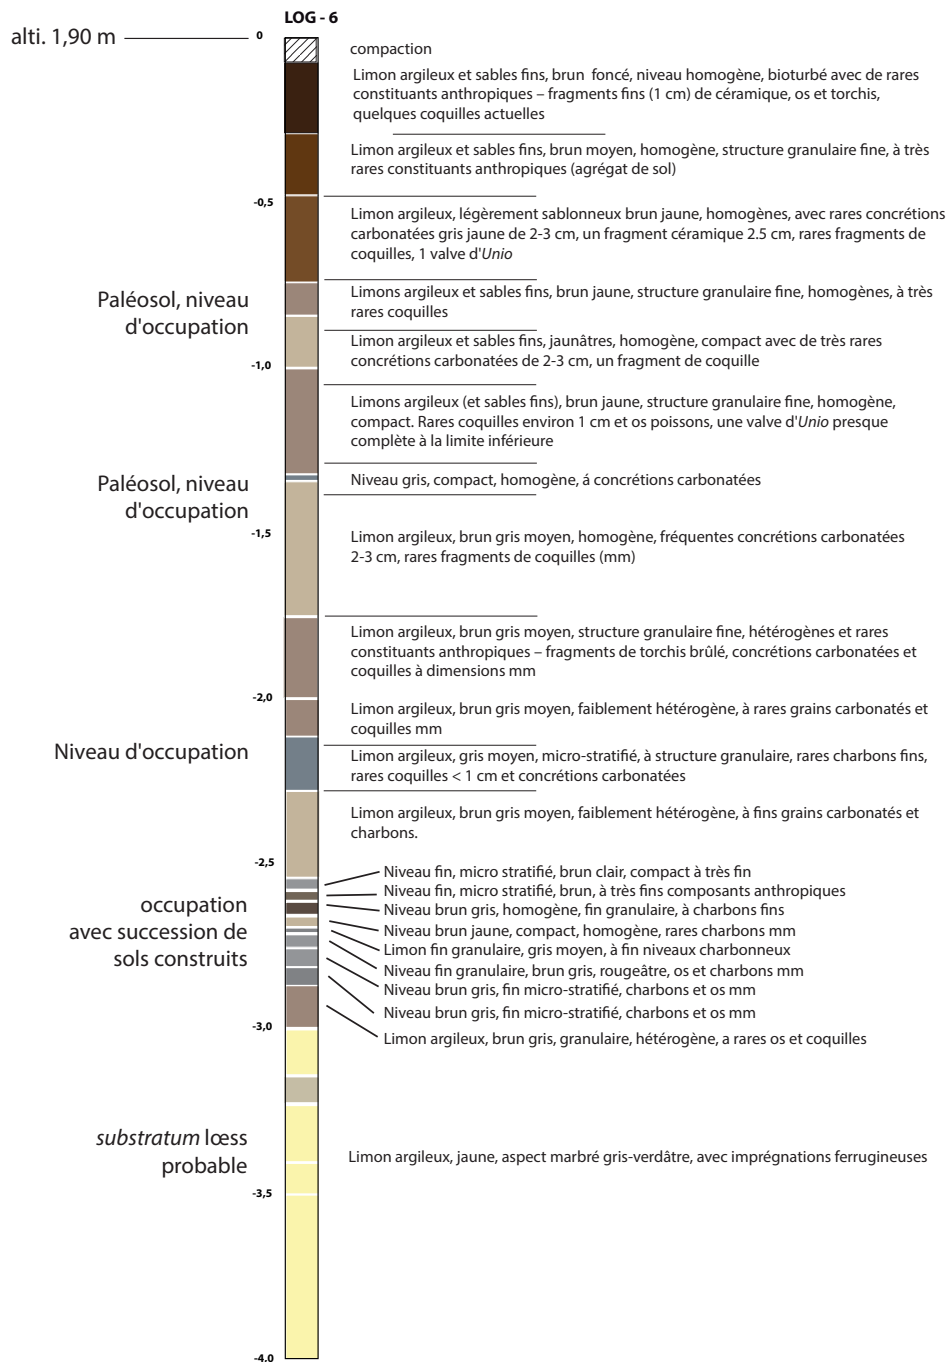 LOG - 6
alti. 1,90 m
0
compaction
Limon argileux et sables fins, brun foncé, niveau homogène, bioturbé avec de rares
constituants anthropiques – fragments fins (1 cm) de céramique, os et torchis,
quelques coquilles actuelles
Limon argileux et sables fins, brun moyen, homogène, structure granulaire fine, à très
rares constituants anthropiques (agrégat de sol)
-0,5
Limon argileux, légèrement sablonneux brun jaune, homogènes, avec rares concrétions
carbonatées gris jaune de 2-3 cm, un fragment céramique 2.5 cm, rares fragments de
coquilles, 1 valve d'Unio
Paléosol, niveau
d'occupation
Limons argileux et sables fins, brun jaune, structure granulaire fine, homogènes, à très
rares coquilles
Limon argileux et sables fins, jaunâtres, homogène, compact avec de très rares
concrétions carbonatées de 2-3 cm, un fragment de coquille
-1,0
Limons argileux (et sables fins), brun jaune, structure granulaire fine, homogène,
compact. Rares coquilles environ 1 cm et os poissons, une valve d'Unio presque
complète à la limite inférieure
Paléosol, niveau
d'occupation
Niveau gris, compact, homogène, á concrétions carbonatées
-1,5
Limon argileux, brun gris moyen, homogène, fréquentes concrétions carbonatées
2-3 cm, rares fragments de coquilles (mm)
Limon argileux, brun gris moyen, structure granulaire fine, hétérogènes et rares
constituants anthropiques – fragments de torchis brûlé, concrétions carbonatées et
coquilles à dimensions mm
-2,0
Limon argileux, brun gris moyen, faiblement hétérogène, à rares grains carbonatés et
coquilles mm
Niveau d'occupation
Limon argileux, gris moyen, micro-stratifié, à structure granulaire, rares charbons fins,
rares coquilles < 1 cm et concrétions carbonatées
Limon argileux, brun gris moyen, faiblement hétérogène, à fins grains carbonatés et
charbons.
-2,5
Niveau fin, micro stratifié, brun clair, compact à très fin
Niveau fin, micro stratifié, brun, à très fins composants anthropiques
occupation
avec succession de
sols construits
Niveau brun gris, homogène, fin granulaire, à charbons fins
Niveau brun jaune, compact, homogène, rares charbons mm
Limon fin granulaire, gris moyen, à fin niveaux charbonneux
Niveau fin granulaire, brun gris, rougeâtre, os et charbons mm
Niveau brun gris, fin micro-stratifié, charbons et os mm
Niveau brun gris, fin micro-stratifié, charbons et os mm
-3,0
Limon argileux, brun gris, granulaire, hétérogène, a rares os et coquilles
substratum lœss
probable
Limon argileux, jaune, aspect marbré gris-verdâtre, avec imprégnations ferrugineuses
-3,5
-4,0